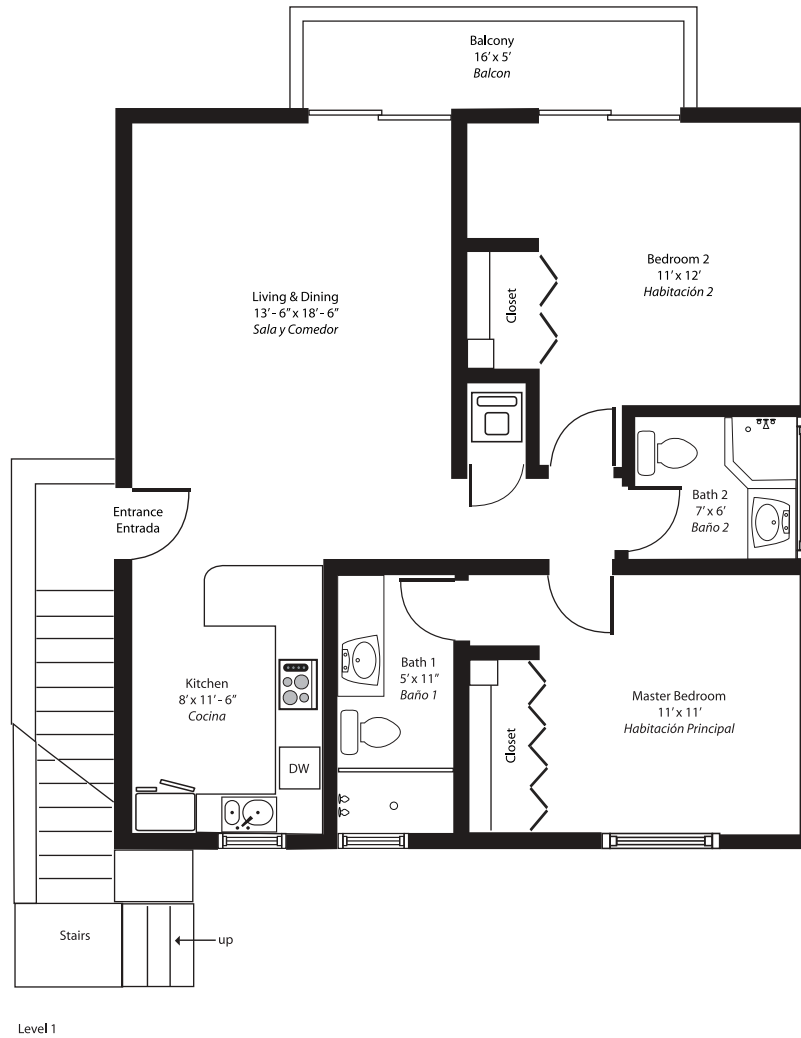 Balcony
16’ x 5’
Balcon
Living & Dining
13’ - 6” x 18’ - 6”
Sala y Comedor
Bedroom 2
11’ x 12’
Habitación 2
Closet
Entrance
Entrada
Bath 2
7’ x 6’
Baño 2
Kitchen
8’ x 11’ - 6”
Cocina
Bath 1
5’ x 11”
Baño 1
Master Bedroom
11’ x 11’
Habitación Principal
Closet
DW
Stairs
up
Level 1